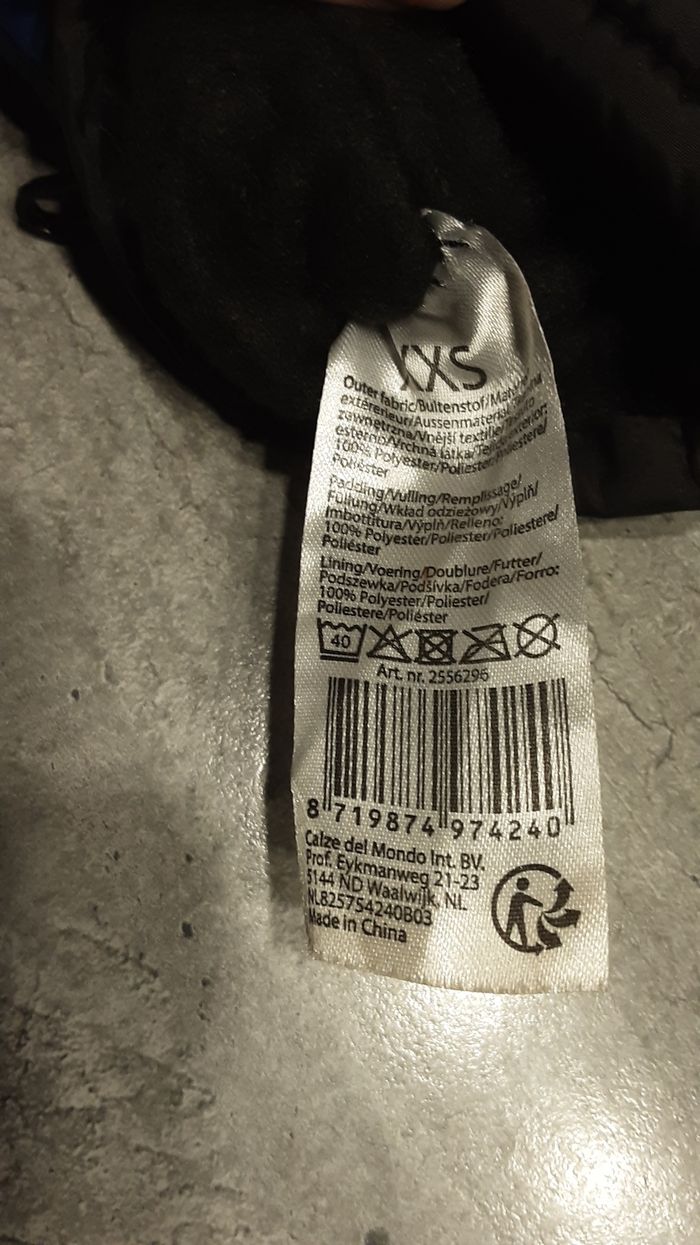 XXS
Outer fabric/Buitenstof/
extérieur/Aussenmaterial/
zewnętrzna/Vnější textilie/
esterno/Vrchná látka/
100% Polyester/Poliester/Poliestere/
Poliéster
Padding/Vulling/Remplissage/
Füllung/Wkład odzieżowy/Výplň/
Imbottitura/Výplň/Relleno:
100% Polyester/Poliester/Poliestere/
Poliéster
Lining/Voering/Doublure/Futter/
Podszewka/Podšívka/Fodera/Forro:
100% Polyester/Poliester/
Poliestere/Poliéster
40
Art. nr. 2556296
8 719874 974240
Calze del Mondo Int. BV.
Prof. Eykmanweg 21-23
5144 ND Waalwijk, NL
NL825754240B03
Made in China